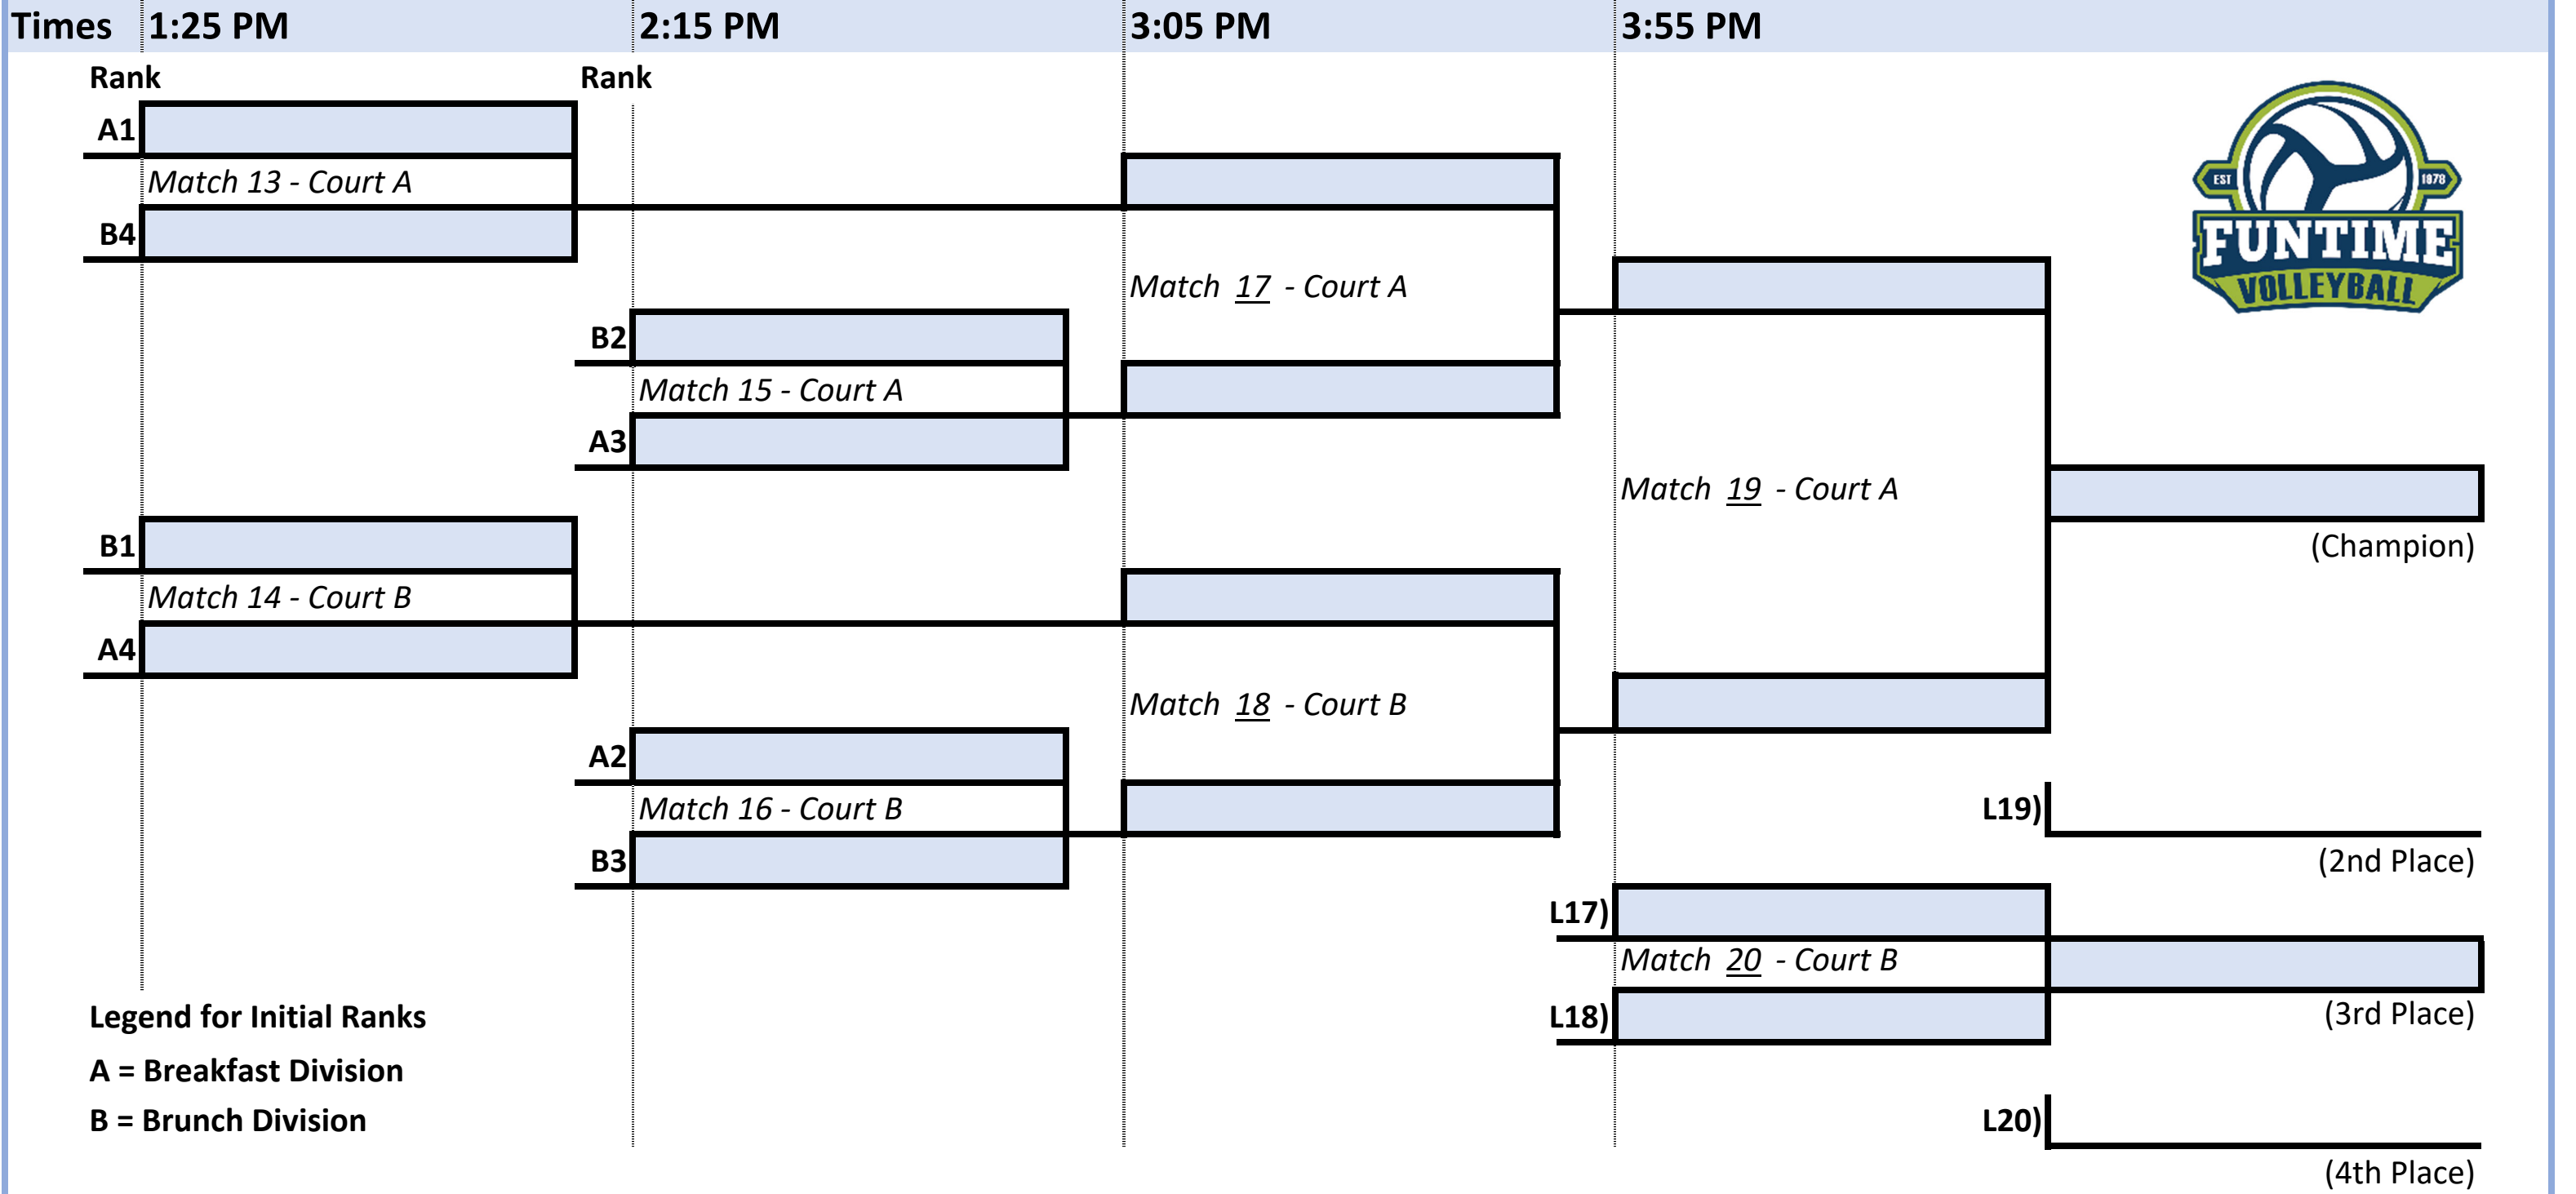 Times 1:25 PM 2:15 PM 3:05 PM 3:55 PM
Rank Rank
A1
Match 13 - Court A
B4
EST 1878
FUNTIME
VOLLEYBALL
Match 17 - Court A
B2
Match 15 - Court A
A3
Match 19 - Court A
B1
(Champion)
Match 14 - Court B
A4
Match 18 - Court B
A2
Match 16 - Court B
L19)
B3
(2nd Place)
L17)
Match 20 - Court B
L18)
(3rd Place)
Legend for Initial Ranks
A = Breakfast Division
B = Brunch Division
L20)
(4th Place)